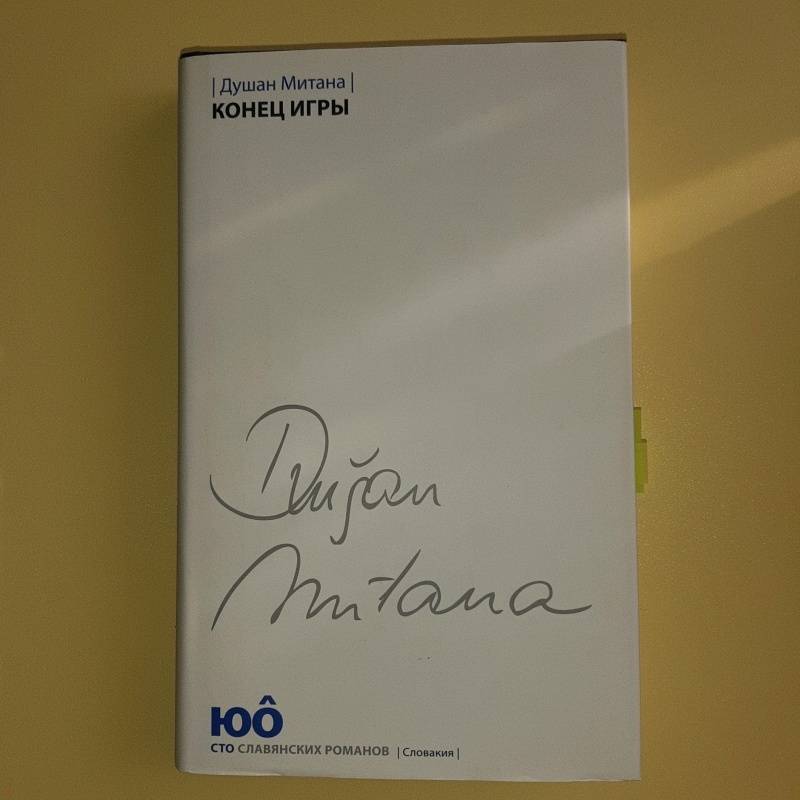 | Душан Митана |
КОНЕЦ ИГРЫ
Dušan
Mitana
ЮÔ
СТО СЛАВЯНСКИХ РОМАНОВ | Словакия |